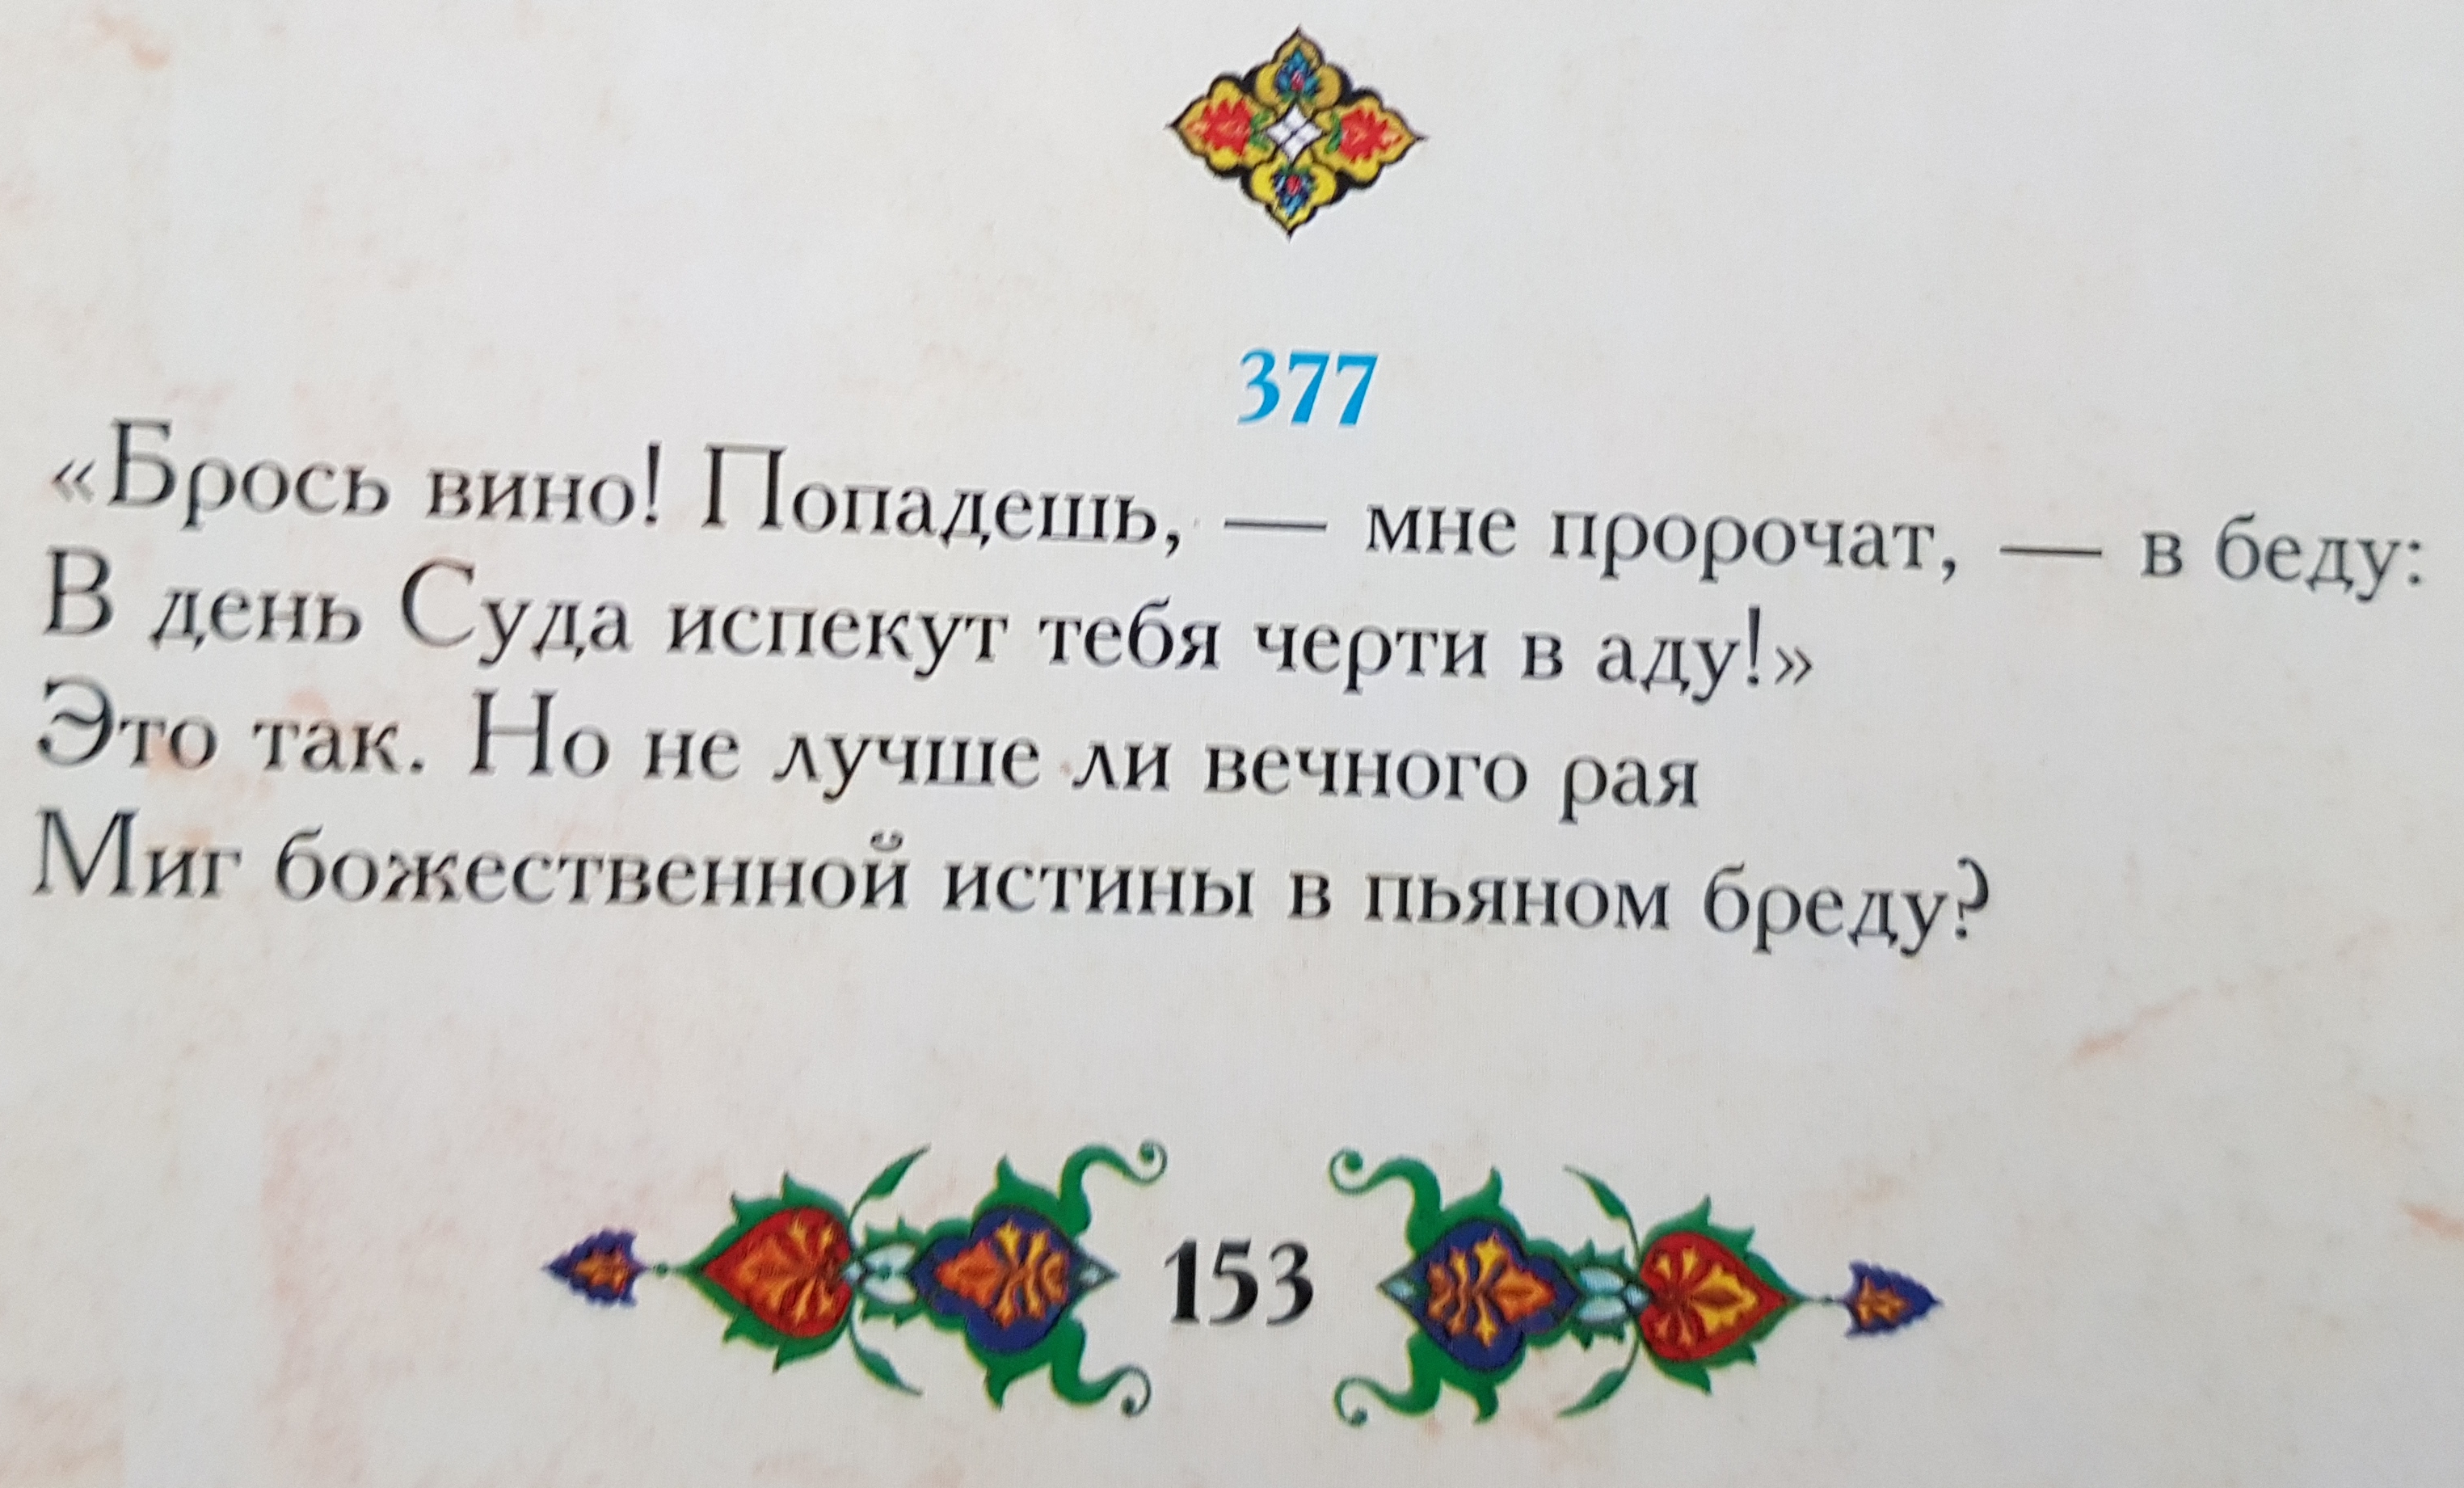 377
«Брось вино! Попадешь, — мне пророчат, — в беду:
В день Суда испекут тебя черти в аду!»
Это так. Но не лучше ли вечного рая
Миг божественной истины в пьяном бреду?
153